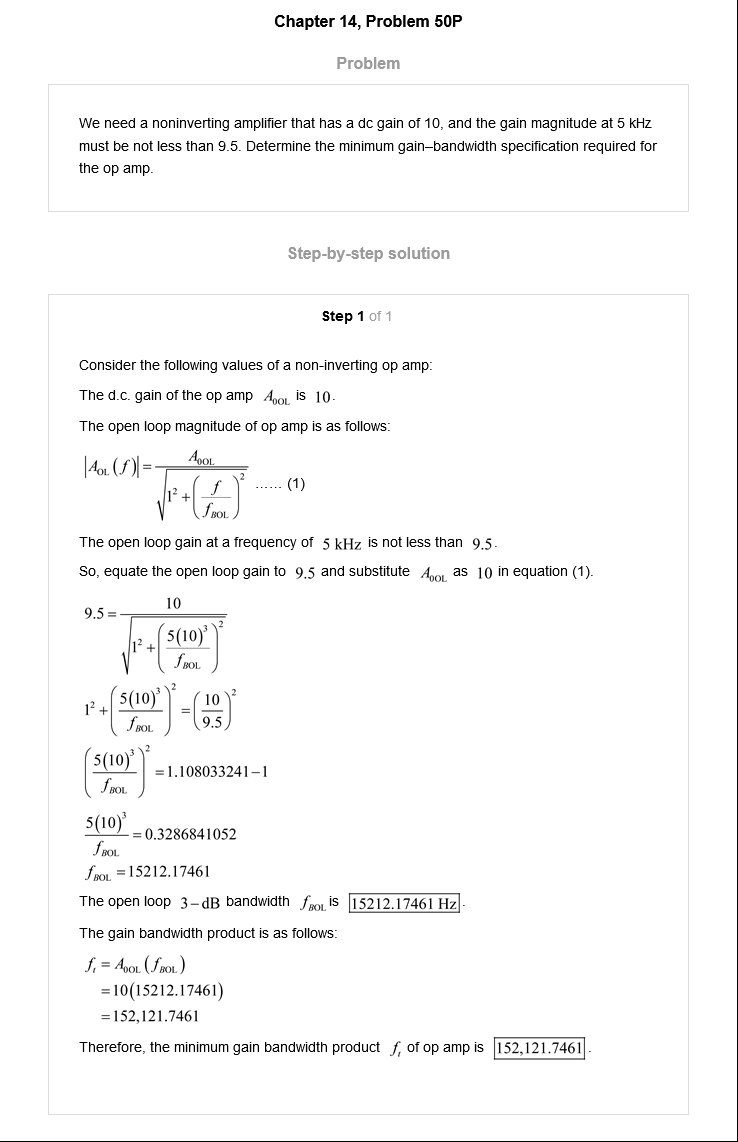 Chapter 14, Problem 50P
Problem
We need a noninverting amplifier that has a dc gain of 10, and the gain magnitude at 5 kHz
must be not less than 9.5. Determine the minimum gain–bandwidth specification required for
the op amp.
Step-by-step solution
Step 1 of 1
Consider the following values of a non-inverting op amp:
The d.c. gain of the op amp A_{0OL} is 10.
The open loop magnitude of op amp is as follows:
|A_{OL}(f)| = \frac{A_{0OL}}{\sqrt{1^2 + \left(\frac{f}{f_{BOL}}\right)^2}} ...... (1)
The open loop gain at a frequency of 5 kHz is not less than 9.5.
So, equate the open loop gain to 9.5 and substitute A_{0OL} as 10 in equation (1).
9.5 = \frac{10}{\sqrt{1^2 + \left(\frac{5(10)^3}{f_{BOL}}\right)^2}}
1^2 + \left(\frac{5(10)^3}{f_{BOL}}\right)^2 = \left(\frac{10}{9.5}\right)^2
\left(\frac{5(10)^3}{f_{BOL}}\right)^2 = 1.108033241 − 1
\frac{5(10)^3}{f_{BOL}} = 0.3286841052
f_{BOL} = 15212.17461
The open loop 3−dB bandwidth f_{BOL} is 15212.17461 Hz.
The gain bandwidth product is as follows:
f_t = A_{0OL}(f_{BOL})
= 10(15212.17461)
= 152,121.7461
Therefore, the minimum gain bandwidth product f_t of op amp is 152,121.7461.